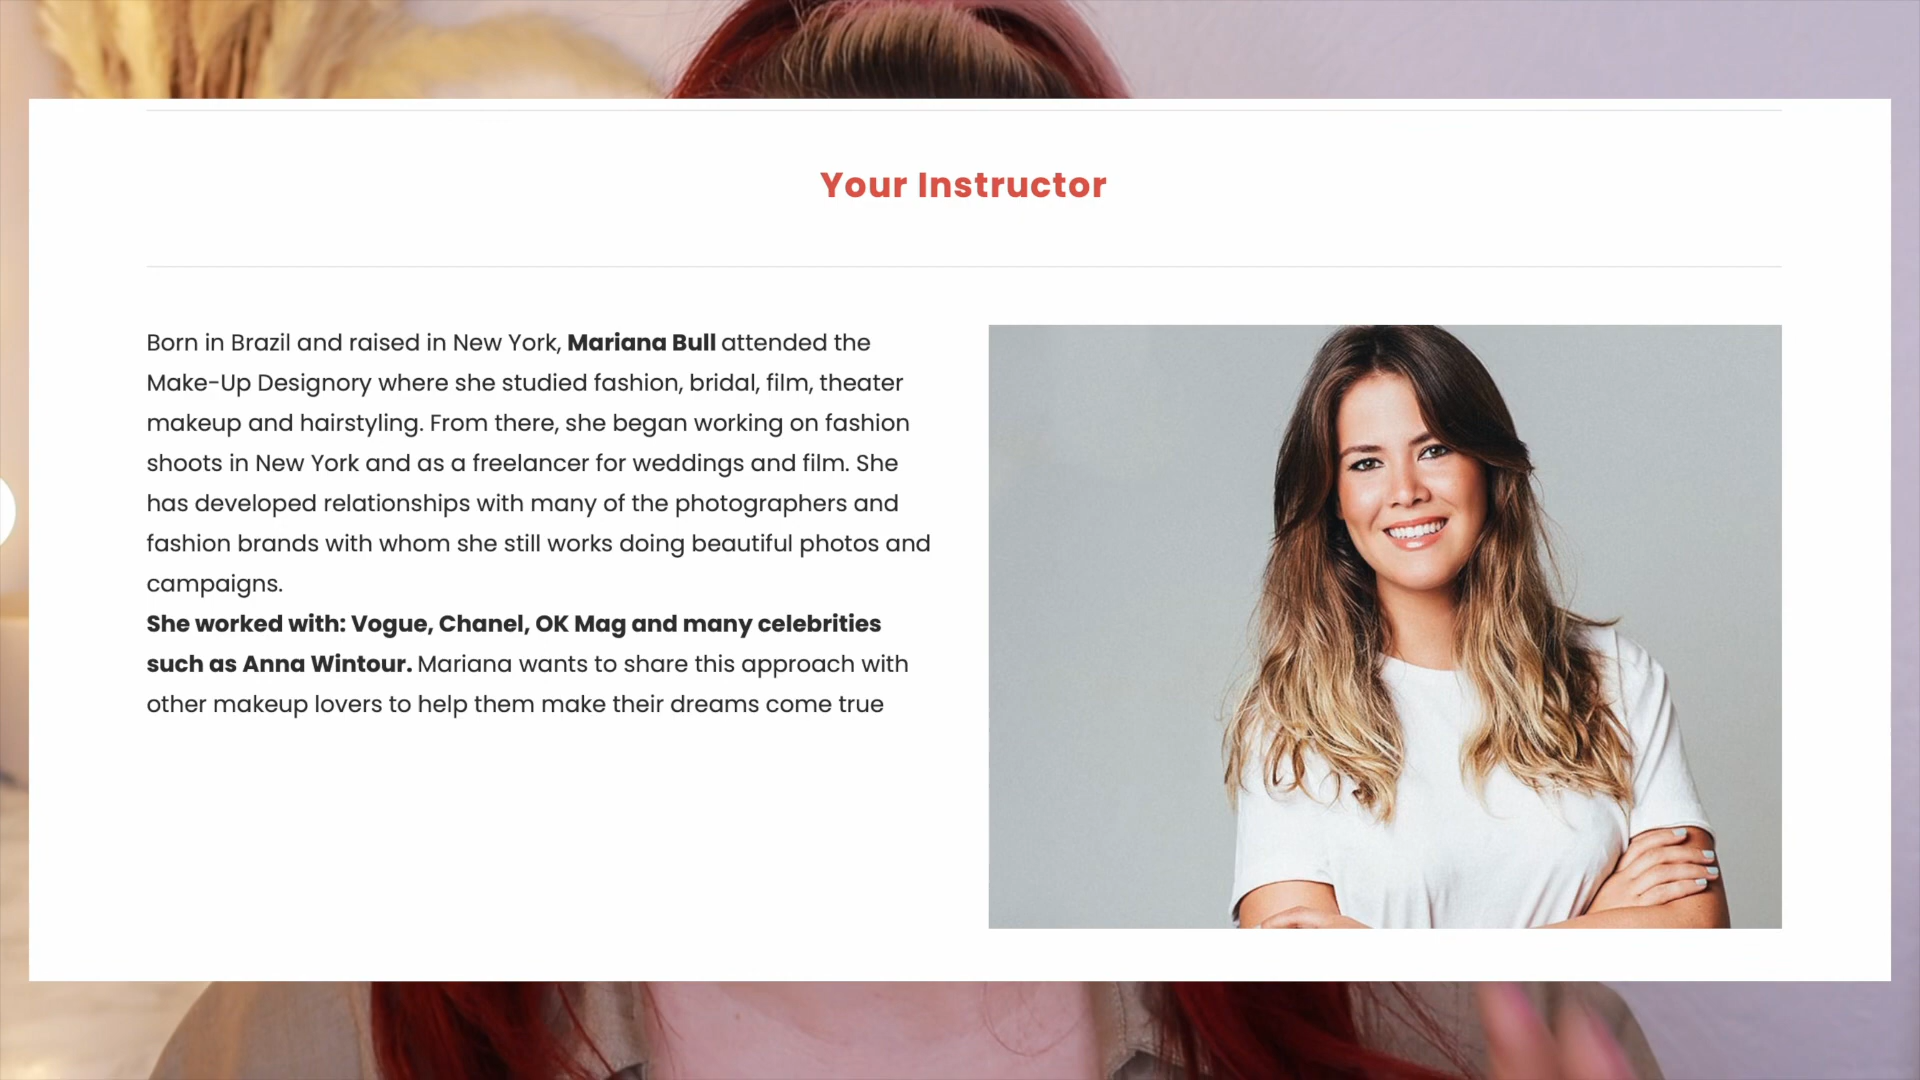 Your Instructor
Born in Brazil and raised in New York, Mariana Bull attended the
Make-Up Designory where she studied fashion, bridal, film, theater
makeup and hairstyling. From there, she began working on fashion
shoots in New York and as a freelancer for weddings and film. She
has developed relationships with many of the photographers and
fashion brands with whom she still works doing beautiful photos and
campaigns.
She worked with: Vogue, Chanel, OK Mag and many celebrities
such as Anna Wintour. Mariana wants to share this approach with
other makeup lovers to help them make their dreams come true